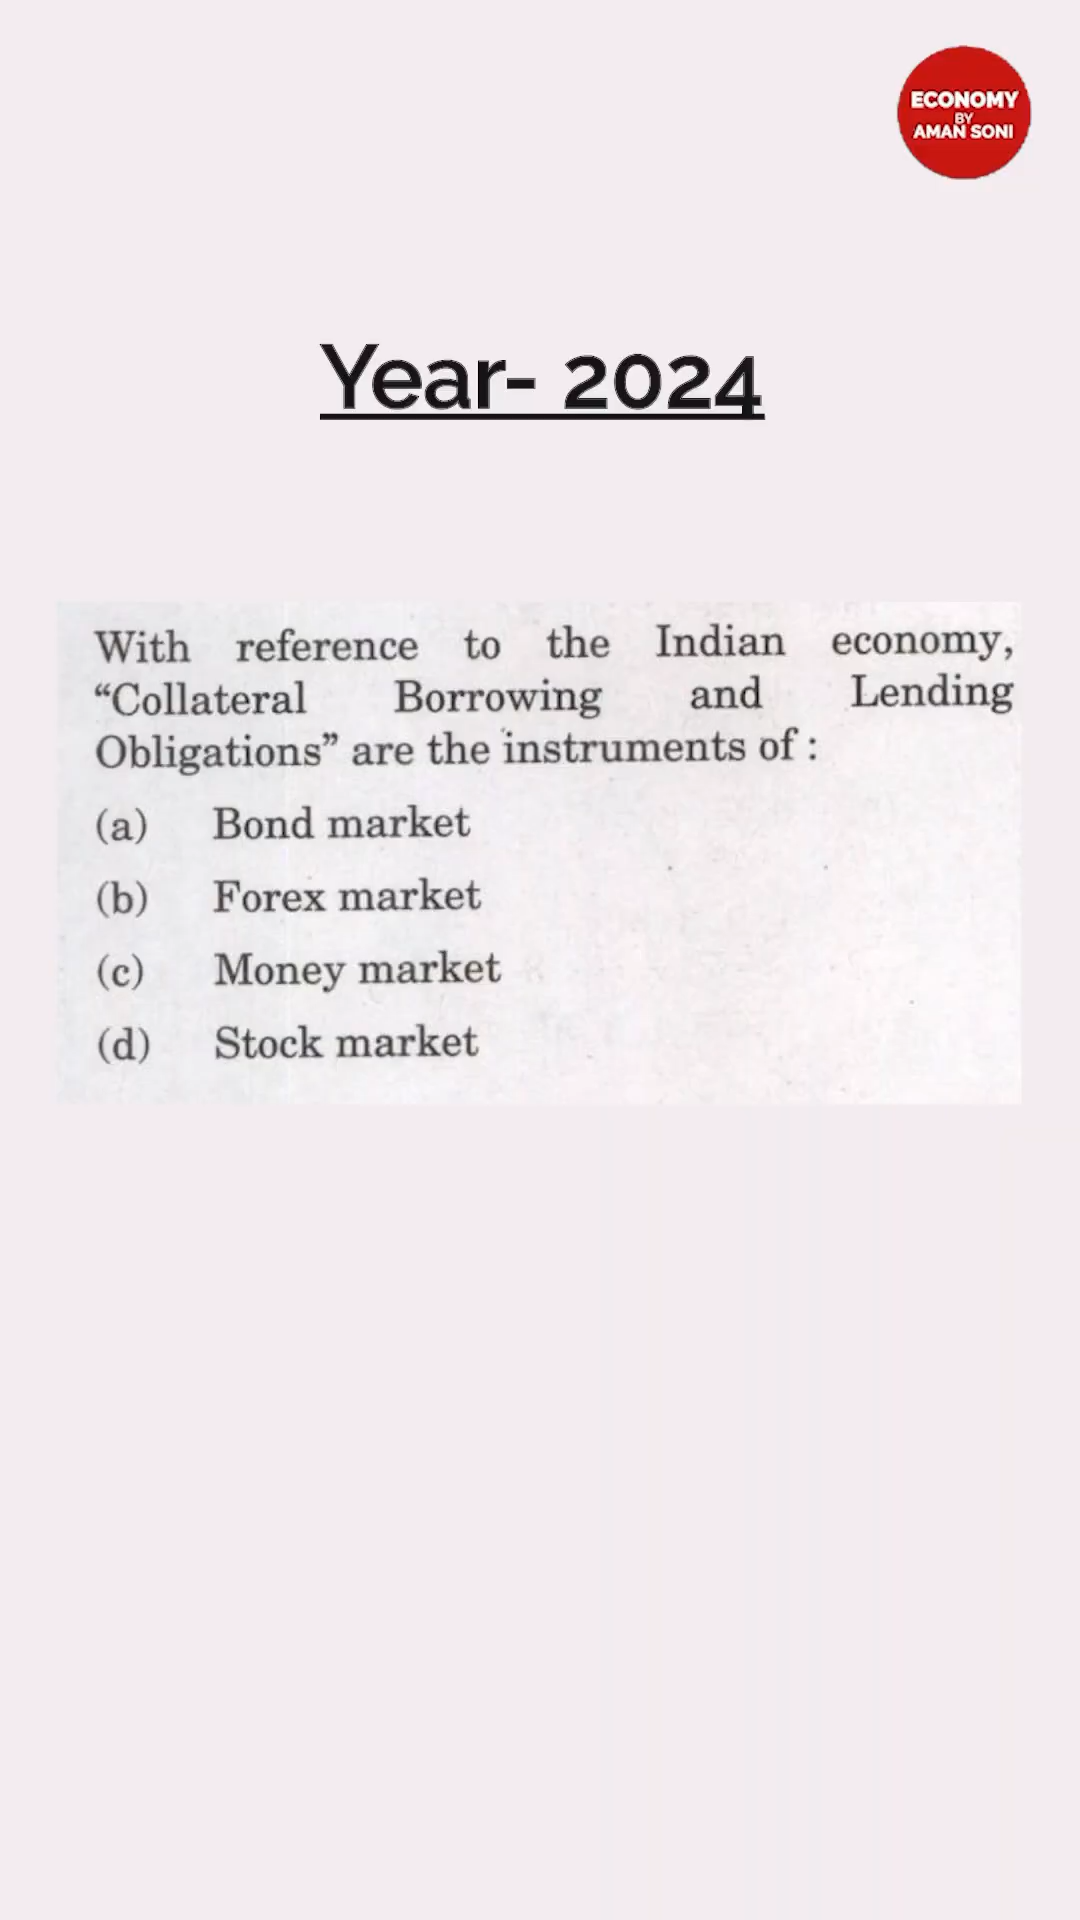 ECONOMY
BY
AMAN SONI
Year- 2024
With reference to the Indian economy,
“Collateral Borrowing and Lending
Obligations” are the instruments of :
(a) Bond market
(b) Forex market
(c) Money market
(d) Stock market